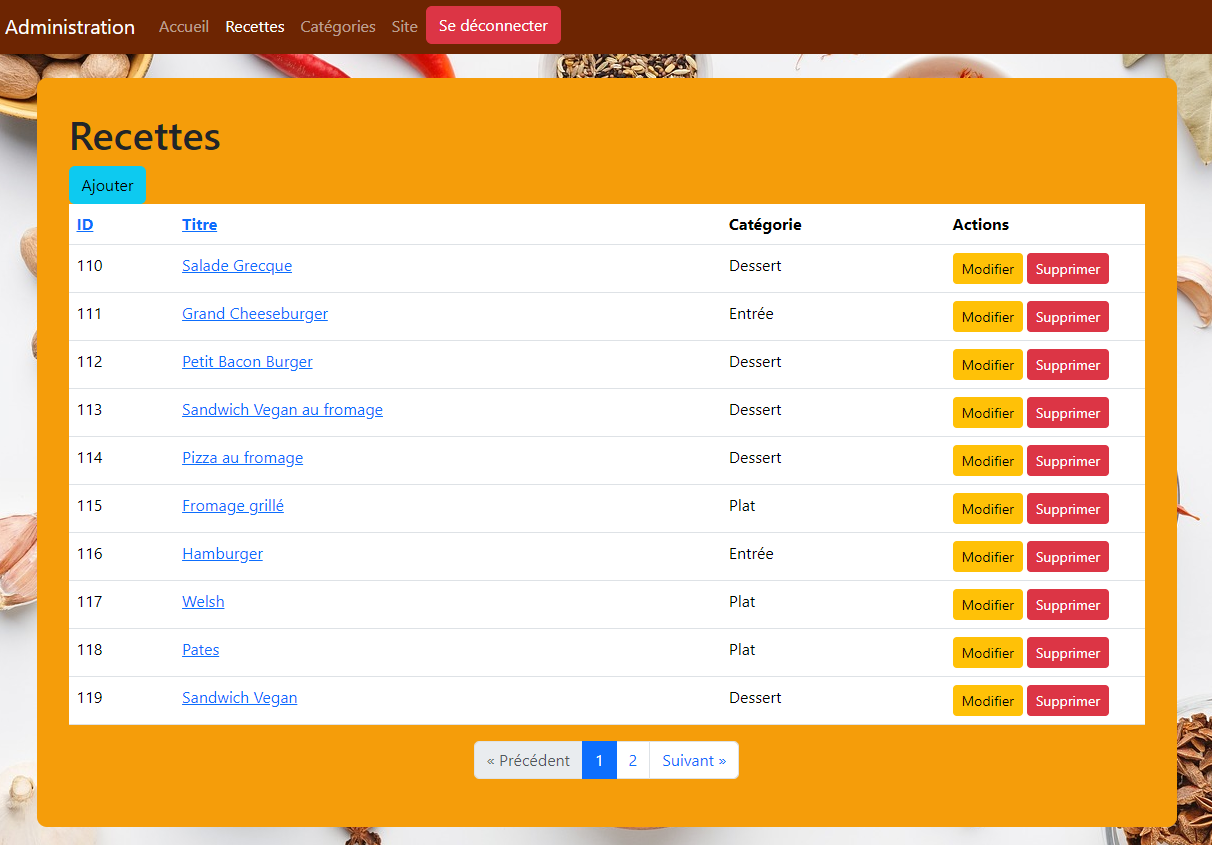 Administration Accueil Recettes Catégories Site Se déconnecter
Recettes
Ajouter
ID Titre Catégorie Actions
110 Salade Grecque Dessert Modifier Supprimer
111 Grand Cheeseburger Entrée Modifier Supprimer
112 Petit Bacon Burger Dessert Modifier Supprimer
113 Sandwich Vegan au fromage Dessert Modifier Supprimer
114 Pizza au fromage Dessert Modifier Supprimer
115 Fromage grillé Plat Modifier Supprimer
116 Hamburger Entrée Modifier Supprimer
117 Welsh Plat Modifier Supprimer
118 Pates Plat Modifier Supprimer
119 Sandwich Vegan Dessert Modifier Supprimer
« Précédent 1 2 Suivant »